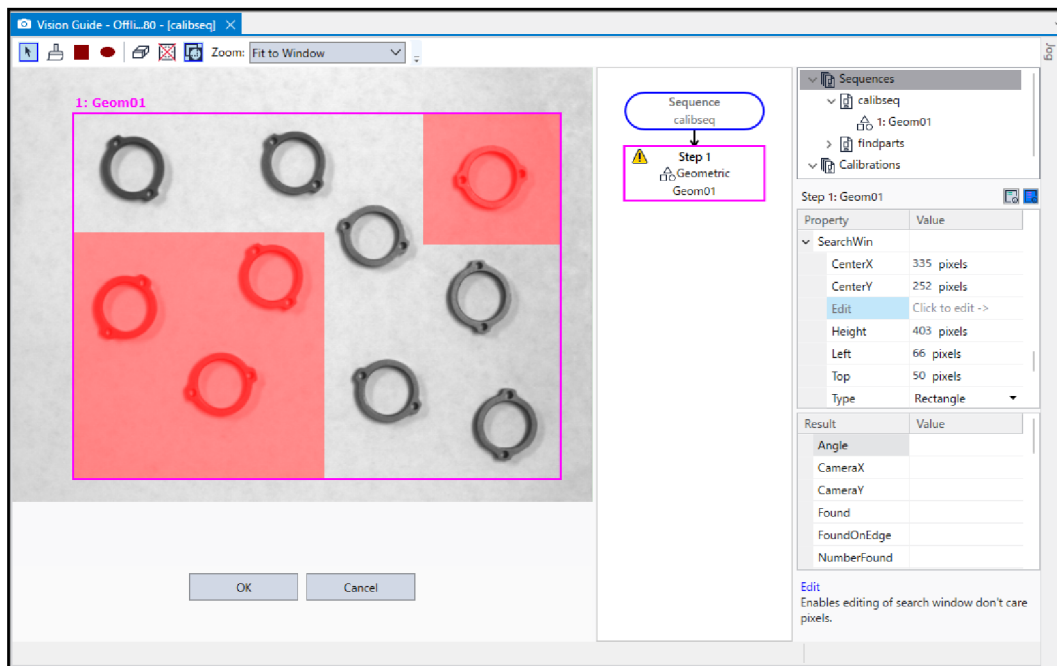 Vision Guide - Offli...80 - [calibseq]
Zoom: Fit to Window
Jog
1: Geom01
Sequence
calibseq
Step 1
Geometric
Geom01
Sequences
calibseq
1: Geom01
findparts
Calibrations
Step 1: Geom01
Property Value
SearchWin
CenterX 335 pixels
CenterY 252 pixels
Edit Click to edit ->
Height 403 pixels
Left 66 pixels
Top 50 pixels
Type Rectangle
Result Value
Angle
CameraX
CameraY
Found
FoundOnEdge
NumberFound
OK Cancel
Edit
Enables editing of search window don't care
pixels.